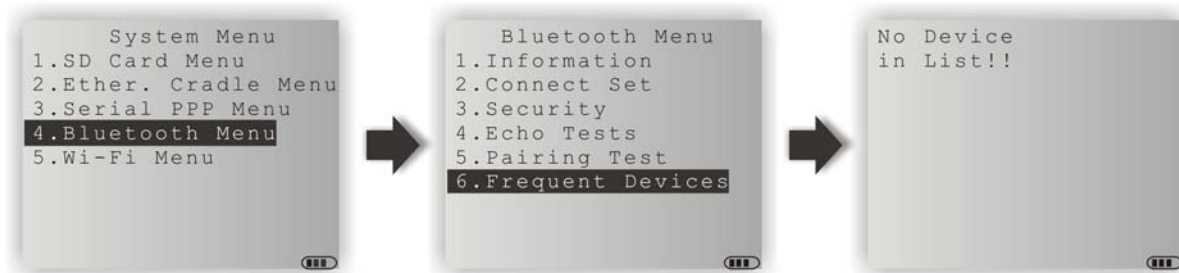 System Menu
1.SD Card Menu
2.Ether. Cradle Menu
3.Serial PPP Menu
4.Bluetooth Menu
5.Wi-Fi Menu
Bluetooth Menu
1.Information
2.Connect Set
3.Security
4.Echo Tests
5.Pairing Test
6.Frequent Devices
No Device
in List!!